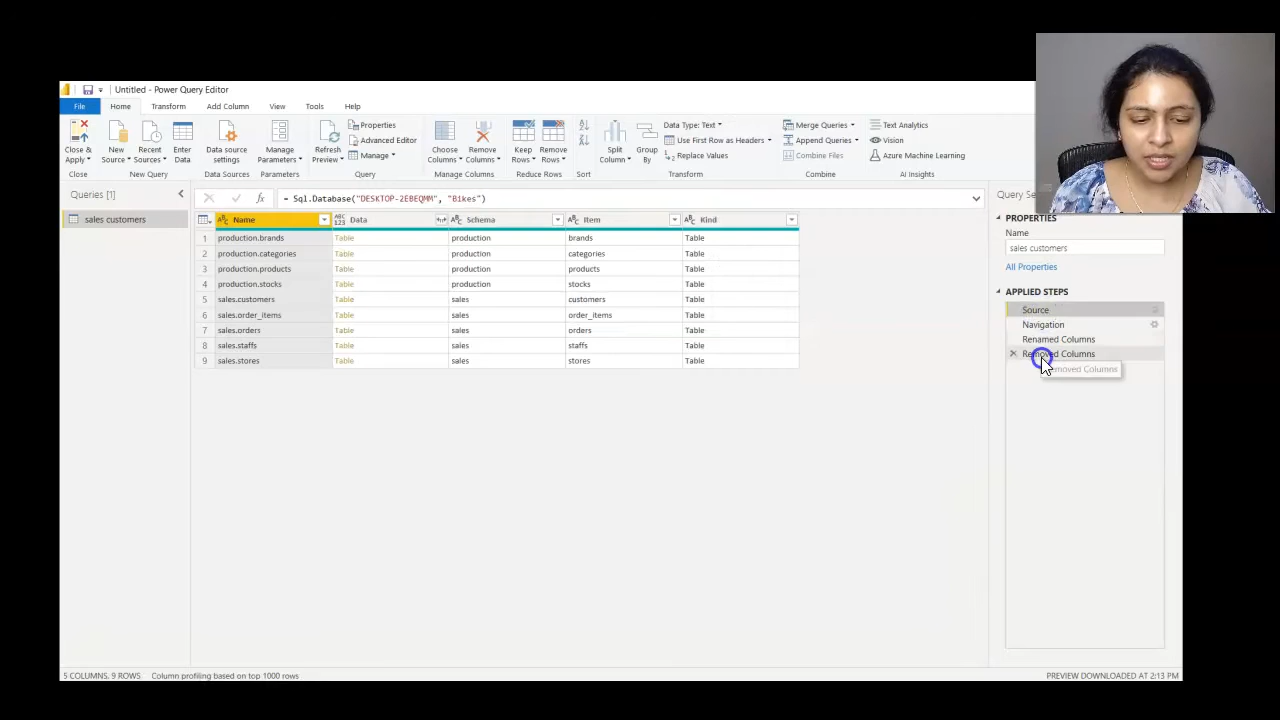 Untitled - Power Query Editor
File Home Transform Add Column View Tools Help
Close & Apply
New Source
Recent Sources
Enter Data
Data source settings
Manage Parameters
Refresh Preview
Properties
Advanced Editor
Manage
Choose Columns
Remove Columns
Keep Rows
Remove Rows
Split Column
Group By
Data Type: Text
Use First Row as Headers
Replace Values
Merge Queries
Append Queries
Combine Files
Text Analytics
Vision
Azure Machine Learning
Close New Query Data Sources Parameters Query Manage Columns Reduce Rows Sort Transform Combine AI Insights
Queries [1]
sales customers
fx = Sql.Database("DESKTOP-2EBEQMM", "Bikes")
Name Data Schema Item Kind
1 production.brands Table production brands Table
2 production.categories Table production categories Table
3 production.products Table production products Table
4 production.stocks Table production stocks Table
5 sales.customers Table sales customers Table
6 sales.order_items Table sales order_items Table
7 sales.orders Table sales orders Table
8 sales.staffs Table sales staffs Table
9 sales.stores Table sales stores Table
PROPERTIES
Name
sales customers
All Properties
APPLIED STEPS
Source
Navigation
Renamed Columns
Removed Columns
5 COLUMNS, 9 ROWS Column profiling based on top 1000 rows
PREVIEW DOWNLOADED AT 2:13 PM